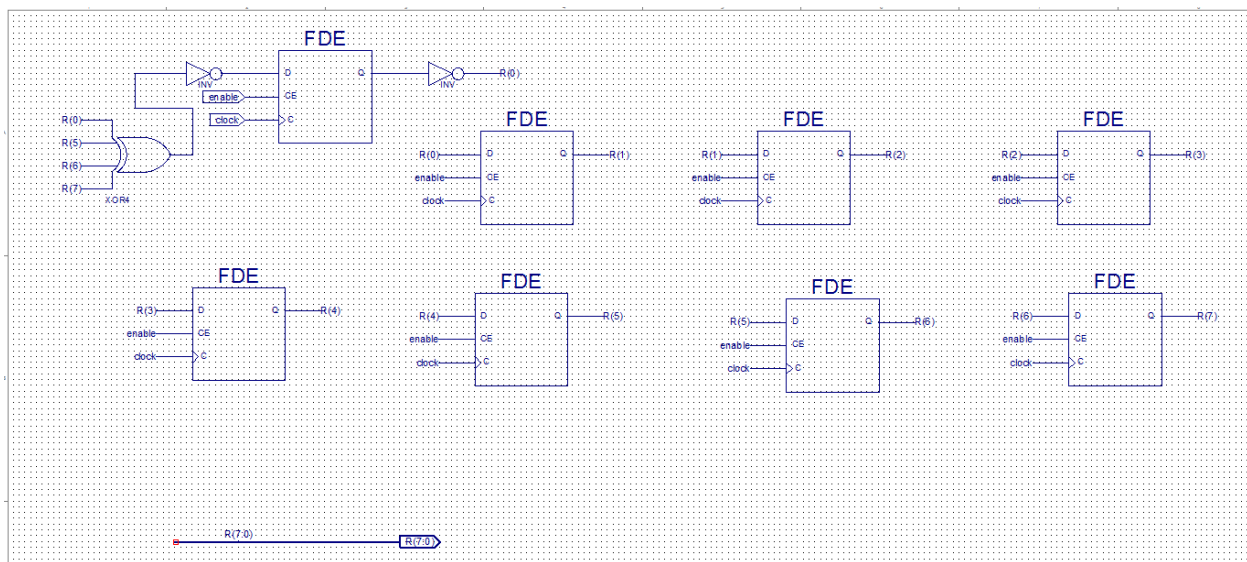 FDE
D Q
INV
INV
R(0)
enable
CE
clock
C
R(0)
R(5)
R(6)
R(7)
XOR4
FDE
R(0) D Q R(1)
enable CE
clock C
FDE
R(1) D Q R(2)
enable CE
clock C
FDE
R(2) D Q R(3)
enable CE
clock C
FDE
R(3) D Q R(4)
enable CE
clock C
FDE
R(4) D Q R(5)
enable CE
clock C
FDE
R(5) D Q R(6)
enable CE
clock C
FDE
R(6) D Q R(7)
enable CE
clock C
R(7:0)
R(7:0)